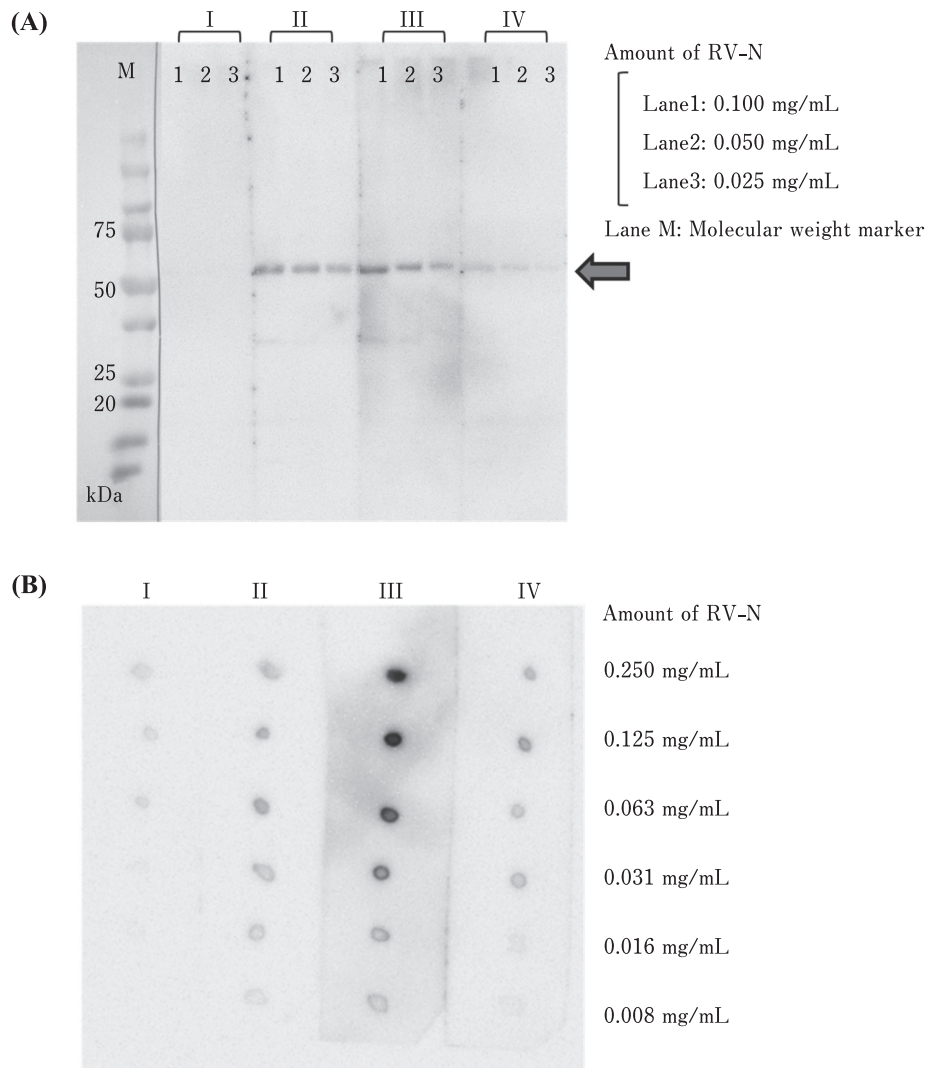 (A)
I II III IV
M 1 2 3 1 2 3 1 2 3 1 2 3
75
50
25
20
kDa
Amount of RV-N
Lane1: 0.100 mg/mL
Lane2: 0.050 mg/mL
Lane3: 0.025 mg/mL
Lane M: Molecular weight marker
(B)
I II III IV
Amount of RV-N
0.250 mg/mL
0.125 mg/mL
0.063 mg/mL
0.031 mg/mL
0.016 mg/mL
0.008 mg/mL